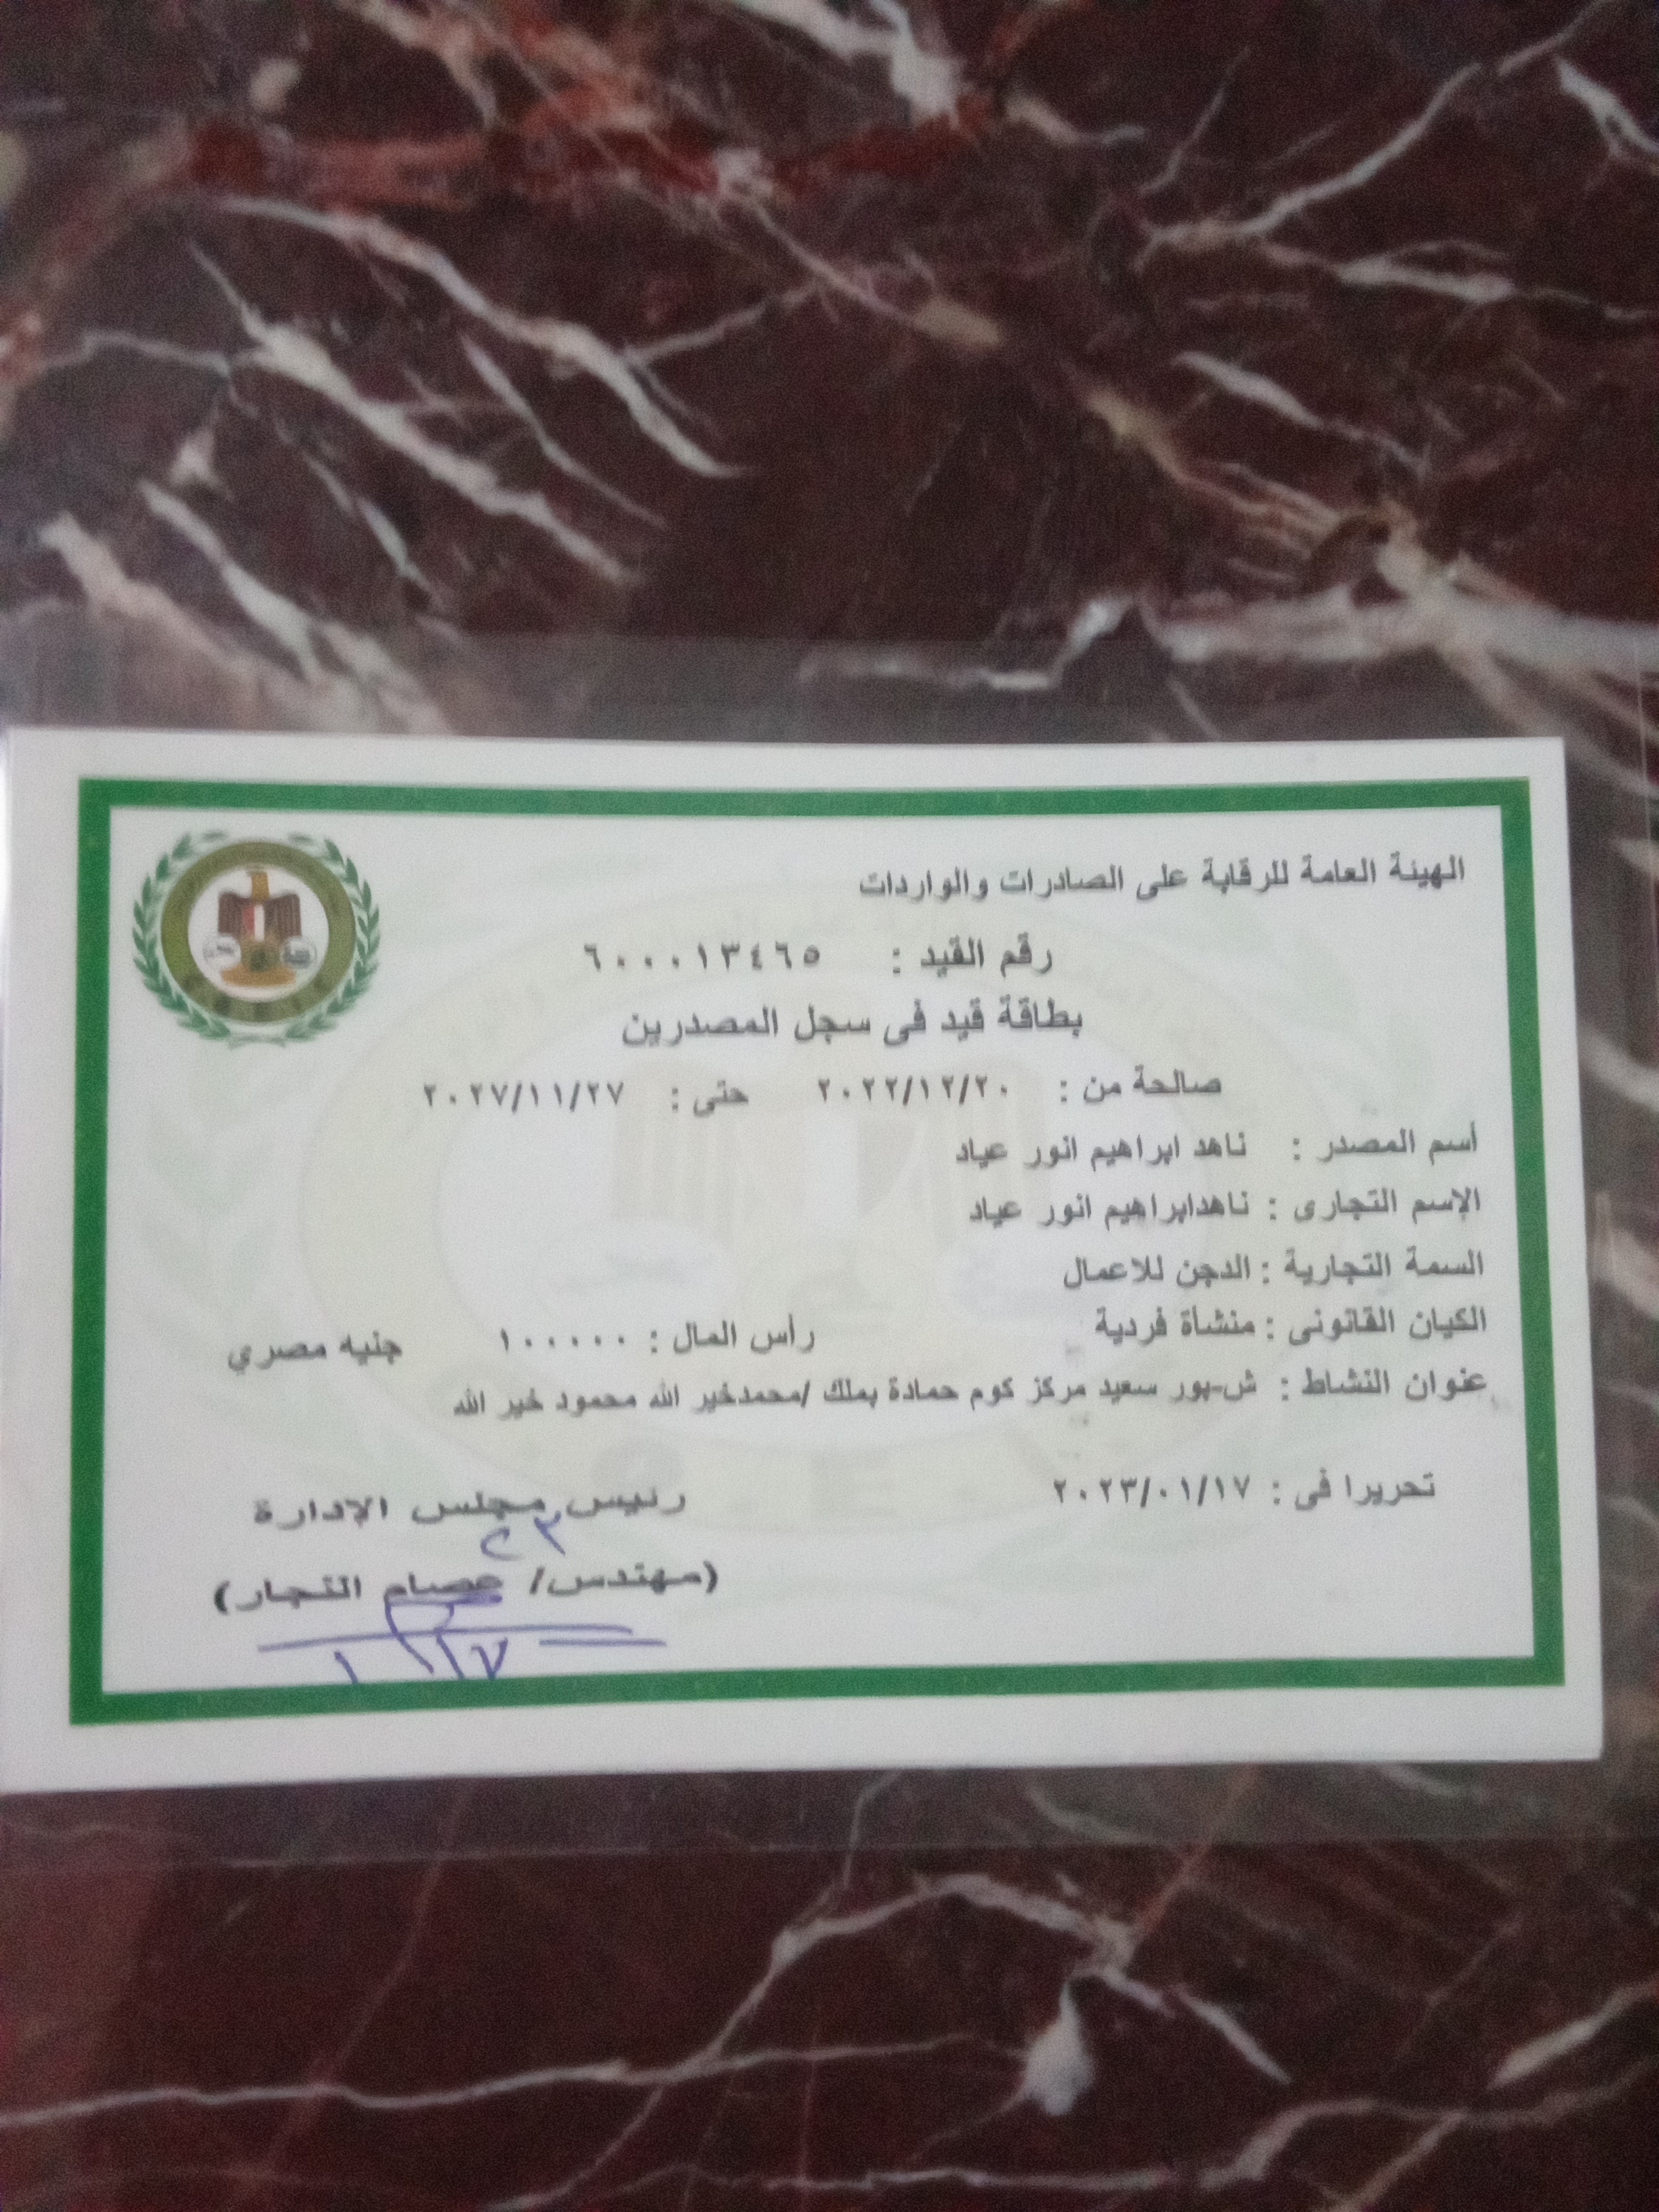 الهيئة العامة للرقابة على الصادرات والواردات
رقم القيد : ٦٠٠٠١٣٤٦٥
بطاقة قيد فى سجل المصدرين
صالحة من : ٢٠٢٢/١٢/٢٠ حتى : ٢٠٢٧/١١/٢٧
أسم المصدر : ناهد ابراهيم انور عياد
الإسم التجارى : ناهدابراهيم انور عياد
السمة التجارية : الدجن للاعمال
الكيان القانونى : منشأة فردية رأس المال : ١٠٠٠٠٠ جنيه مصري
عنوان النشاط : ش-بور سعيد مركز كوم حمادة بملك /محمدخير الله محمود خير الله
تحريرا فى : ٢٠٢٣/٠١/١٧
رئيس مجلس الإدارة
(مهندس/ عصام النجار)